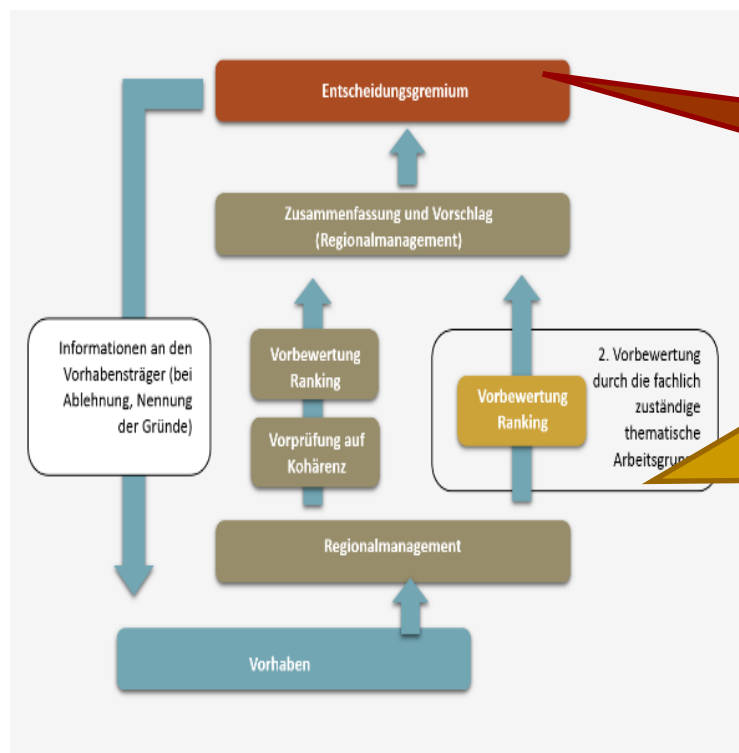 Entscheidungsgremium
Zusammenfassung und Vorschlag
(Regionalmanagement)
Informationen an den
Vorhabensträger (bei
Ablehnung, Nennung
der Gründe)
Vorbewertung
Ranking
Vorprüfung auf
Kohärenz
Vorbewertung
Ranking
2. Vorbewertung
durch die fachlich
zuständige
thematische
Regionalmanagement
Vorhaben